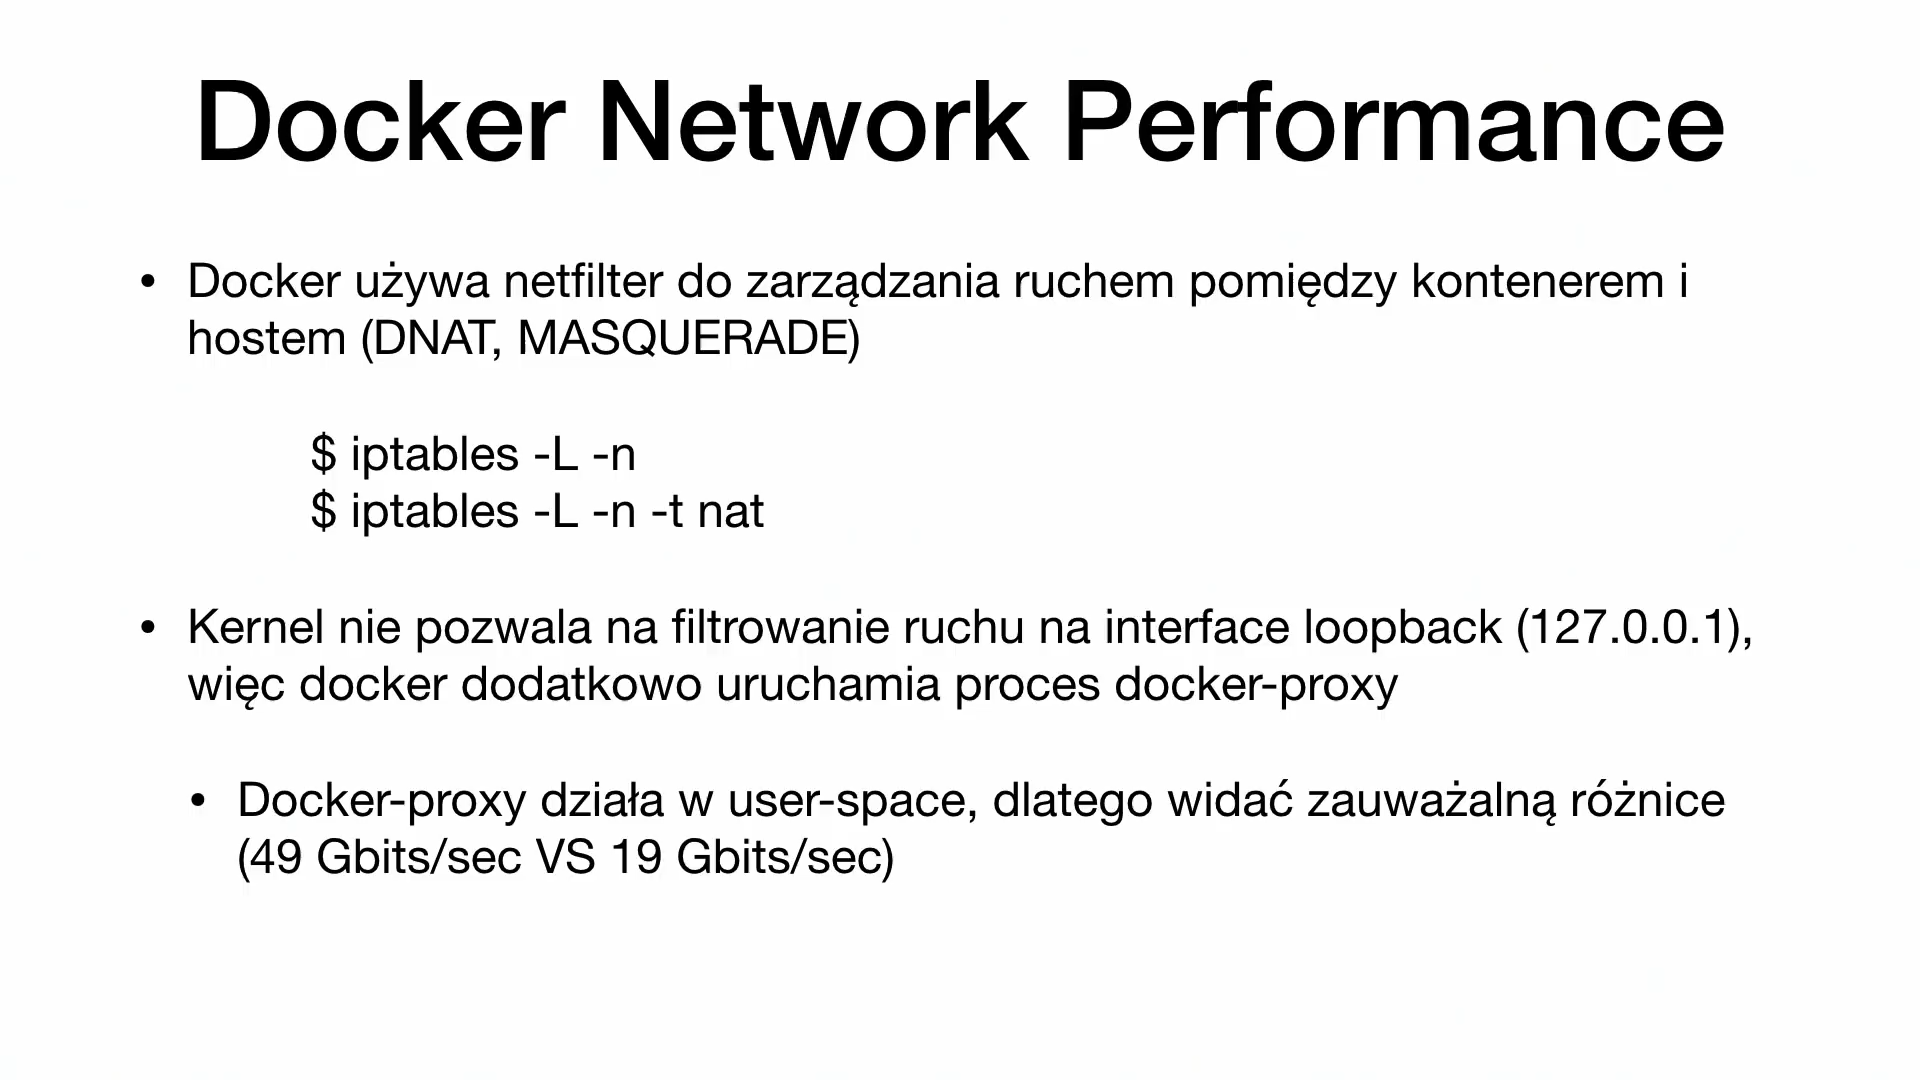 Docker Network Performance
• Docker używa netfilter do zarządzania ruchem pomiędzy kontenerem i
hostem (DNAT, MASQUERADE)
$ iptables -L -n
$ iptables -L -n -t nat
• Kernel nie pozwala na filtrowanie ruchu na interface loopback (127.0.0.1),
więc docker dodatkowo uruchamia proces docker-proxy
• Docker-proxy działa w user-space, dlatego widać zauważalną różnice
(49 Gbits/sec VS 19 Gbits/sec)